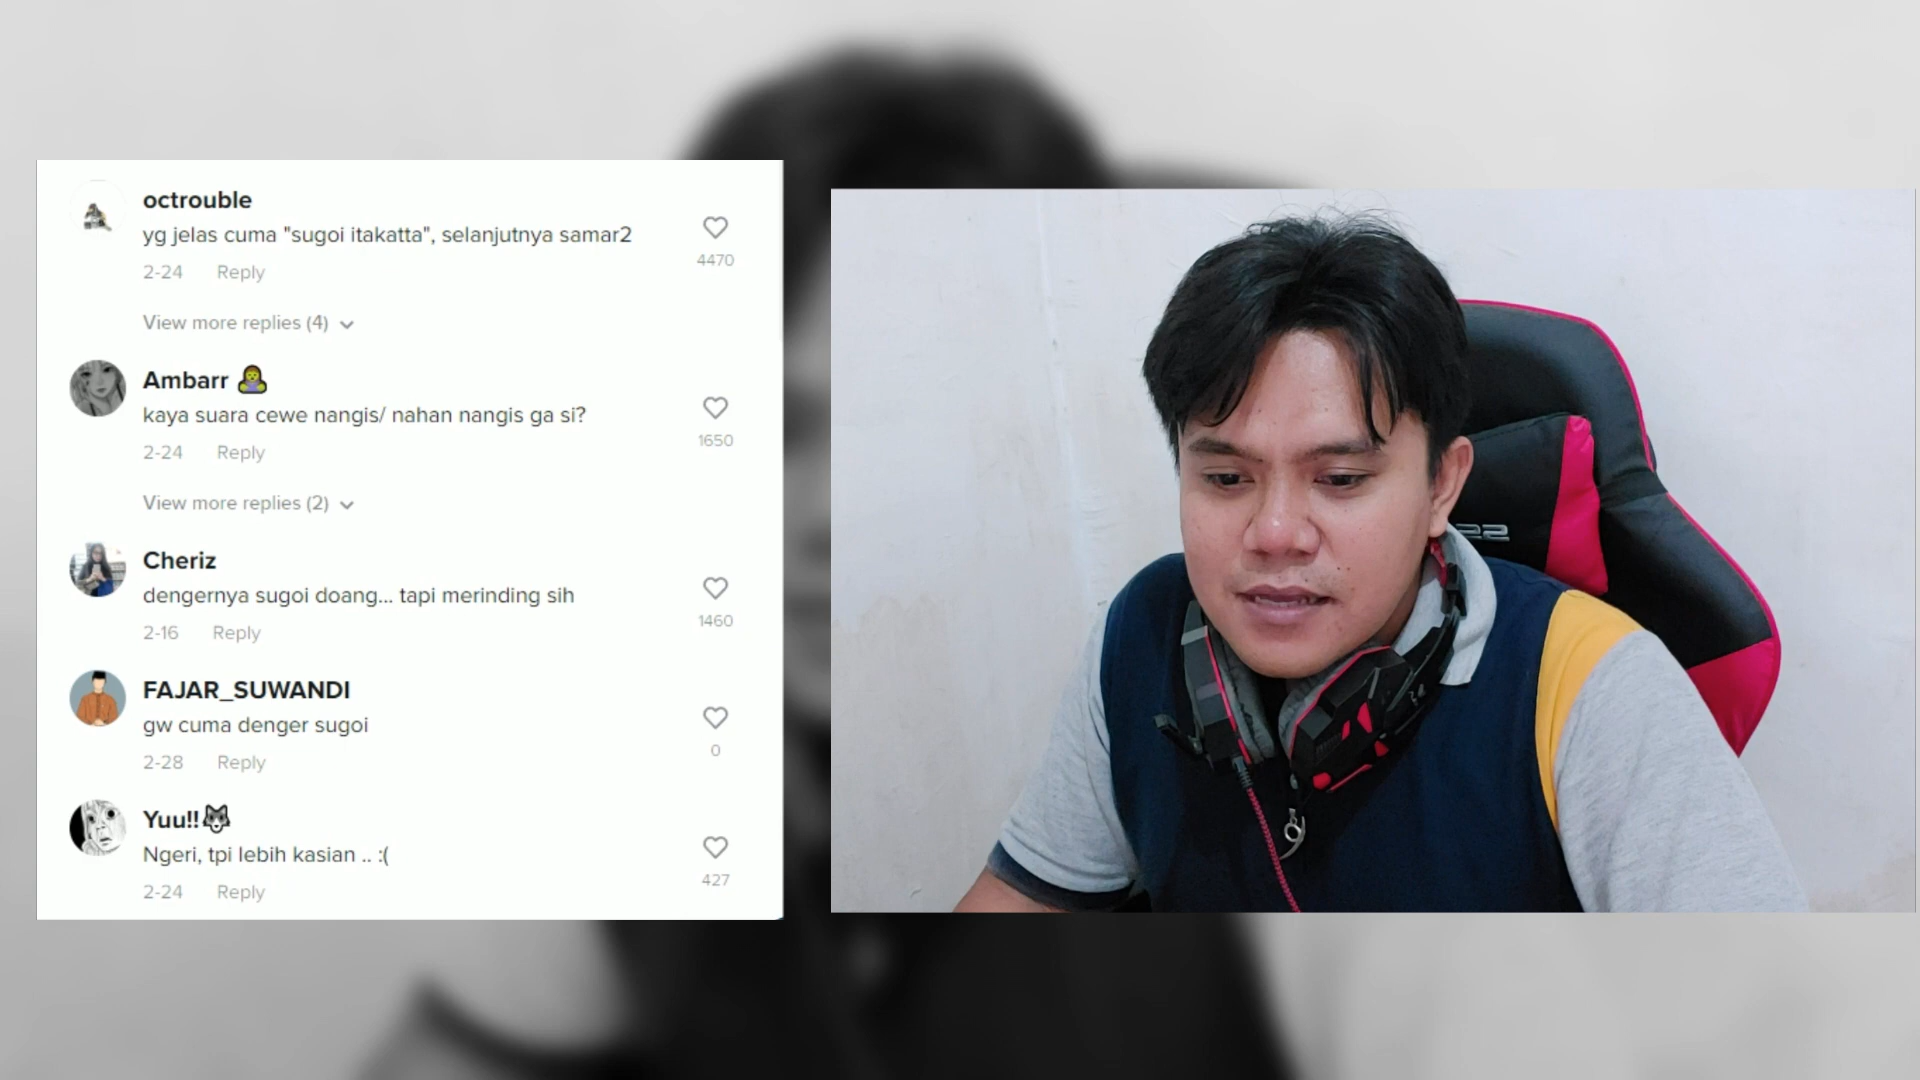 octrouble
yg jelas cuma "sugoi itakatta", selanjutnya samar2
4470
2-24 Reply
View more replies (4)
Ambarr
kaya suara cewe nangis/ nahan nangis ga si?
1650
2-24 Reply
View more replies (2)
Cheriz
dengernya sugoi doang... tapi merinding sih
1460
2-16 Reply
FAJAR_SUWANDI
gw cuma denger sugoi
0
2-28 Reply
Yuu!!
Ngeri, tpi lebih kasian .. :(
427
2-24 Reply
22